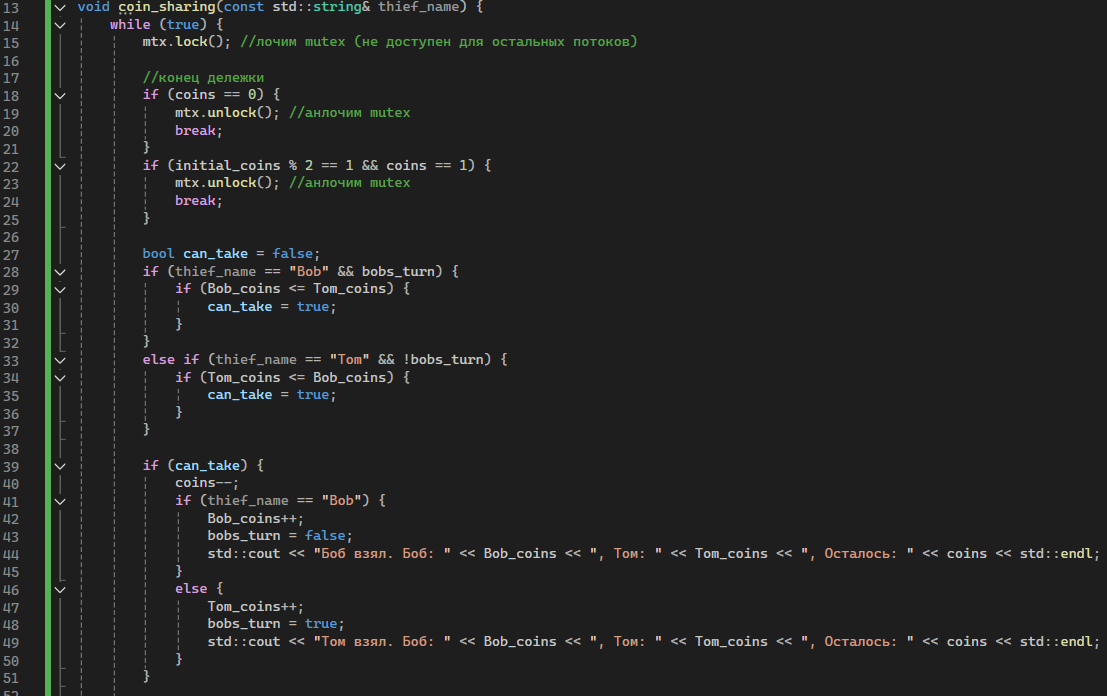 13 void coin_sharing(const std::string& thief_name) {
14 while (true) {
15 mtx.lock(); //лочим mutex (не доступен для остальных потоков)
16
17 //конец дележки
18 if (coins == 0) {
19 mtx.unlock(); //анлочим mutex
20 break;
21 }
22 if (initial_coins % 2 == 1 && coins == 1) {
23 mtx.unlock(); //анлочим mutex
24 break;
25 }
26
27 bool can_take = false;
28 if (thief_name == "Bob" && bobs_turn) {
29 if (Bob_coins <= Tom_coins) {
30 can_take = true;
31 }
32 }
33 else if (thief_name == "Tom" && !bobs_turn) {
34 if (Tom_coins <= Bob_coins) {
35 can_take = true;
36 }
37 }
38
39 if (can_take) {
40 coins--;
41 if (thief_name == "Bob") {
42 Bob_coins++;
43 bobs_turn = false;
44 std::cout << "Боб взял. Боб: " << Bob_coins << ", Том: " << Tom_coins << ", Осталось: " << coins << std::endl;
45 }
46 else {
47 Tom_coins++;
48 bobs_turn = true;
49 std::cout << "Том взял. Боб: " << Bob_coins << ", Том: " << Tom_coins << ", Осталось: " << coins << std::endl;
50 }
51 }
52